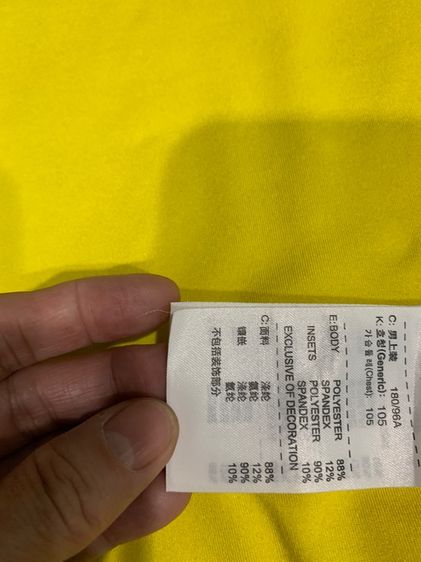 C: 男上装 180/96A
K: 호칭(Generic): 105
가슴둘레(Chest): 105
E:BODY POLYESTER 88%
SPANDEX 12%
INSETS POLYESTER 90%
SPANDEX 10%
EXCLUSIVE OF DECORATION
C:面料 涤纶 88%
氨纶 12%
镶嵌 涤纶 90%
氨纶 10%
不包括装饰部分